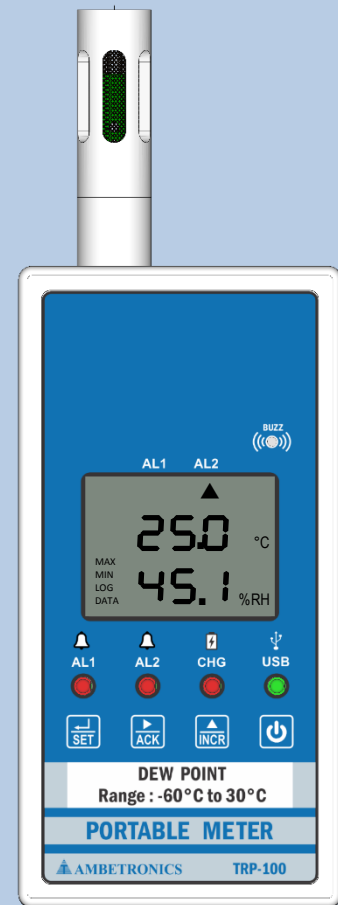 BUZZ
AL1 AL2
25.0 °C
MAX
MIN
LOG
DATA
45.1 %RH
AL1 AL2 CHG USB
SET ACK INCR
DEW POINT
Range : -60°C to 30°C
PORTABLE METER
AMBETRONICS TRP-100